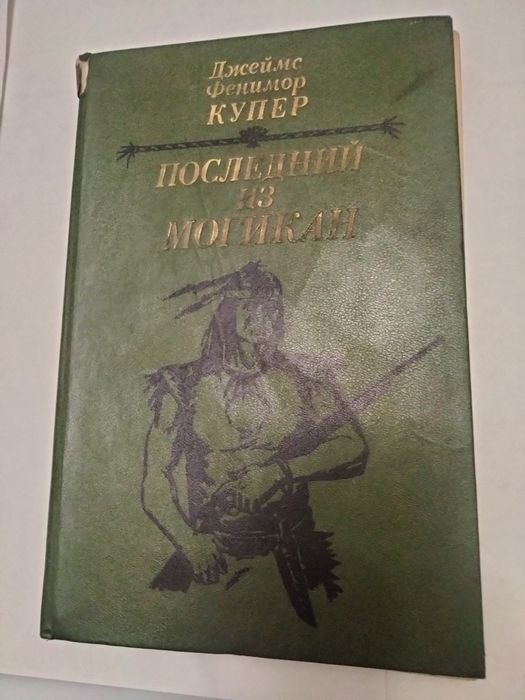 Джеймс
Фенимор
КУПЕР
ПОСЛЕДНИЙ
ИЗ
МОГИКАН